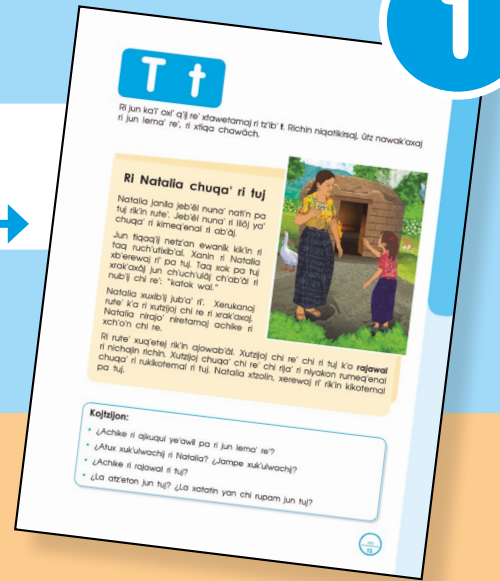 1
T t
Ri jun ka'i' oxi' q'ij re' xtawetamaj ri tz'ib' t. Richin niqatikirisaj, ütz nawak'axaj
ri jun lema' re', ri xtiqa chawäch.
Ri Natalia chuqa' ri tuj
Natalia janila jeb'ël nuna' natin pa
tuj rik'in rute'. Jeb'ël nuna' ri lilöj ya'
chuqa' ri kimeq'enal ri ab'äj.
Jun tiqaq'ij netz'an ewanïk kik'in ri
taq ruch'utixib'al. Xanin ri Natalia
xb'erewaj ri' pa tuj. Taq xok pa tuj
xrak'axäj jun ch'uch'ulöj ch'ab'äl ri
nub'ij chi re': "katok wal."
Natalia xuxib'ij jub'a' ri'. Xerukanoj
rute' k'a ri xutzijoj chi re ri xrak'axaj.
Natalia nirajo' niretamaj achike ri
xch'o'n chi re.
Ri rute' xuq'etej rik'in ajowab'äl. Xutzijoj chi re' chi ri tuj k'o rajawal
ri nichajin richin. Xutzijoj chuqa' chi re' chi rija' ri niyakon rumeq'enal
chuqa' ri rukikotemal ri tuj. Natalia xtzolin, xerewaj ri' rik'in kikotemal
pa tuj.
Kojtzijon:
• ¿Achike ri ajkuqui ye'awil pa ri jun lema' re'?
• ¿Atux xuk'ulwachij ri Natalia? ¿Jampe xuk'ulwachij?
• ¿Achike ri rajawal ri tuj?
• ¿La atz'eton jun tuj? ¿La xatatin yan chi rupam jun tuj?